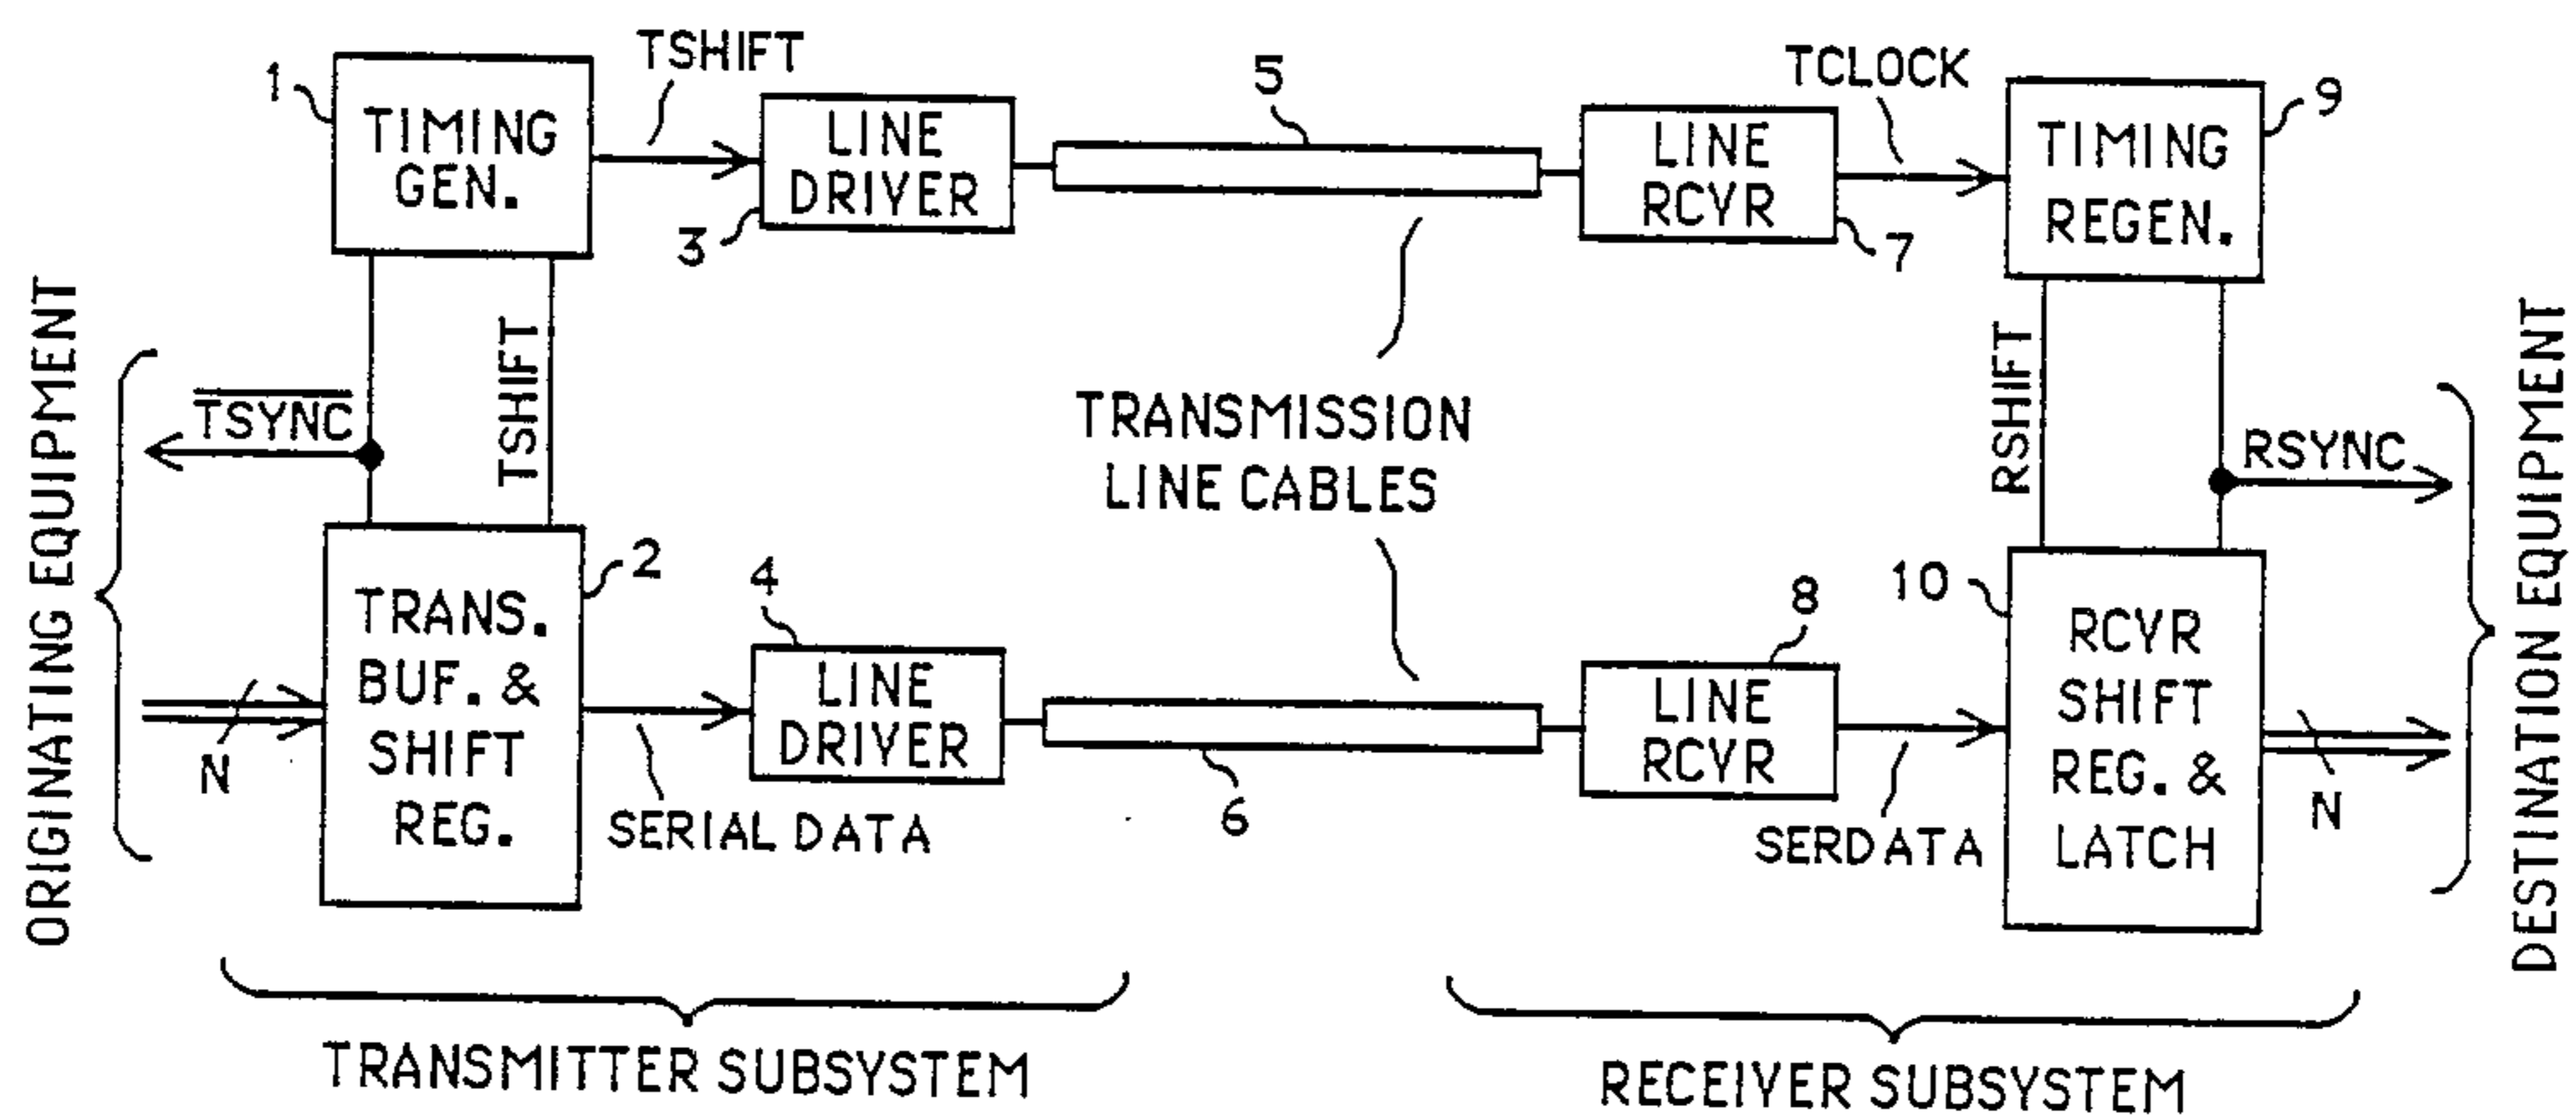 1
TIMING
GEN.
TSHIFT
LINE
DRIVER
3
5
LINE
RCVR
7
TCLOCK
TIMING
REGEN.
9
ORIGINATING EQUIPMENT
TSYNC
TSHIFT
TRANSMISSION
LINE CABLES
RSHIFT
RSYNC
DESTINATION EQUIPMENT
N
TRANS.
BUF. &
SHIFT
REG.
2
SERIAL DATA
4
LINE
DRIVER
6
8
LINE
RCVR
SERDATA
10
RCVR
SHIFT
REG. &
LATCH
N
TRANSMITTER SUBSYSTEM
RECEIVER SUBSYSTEM